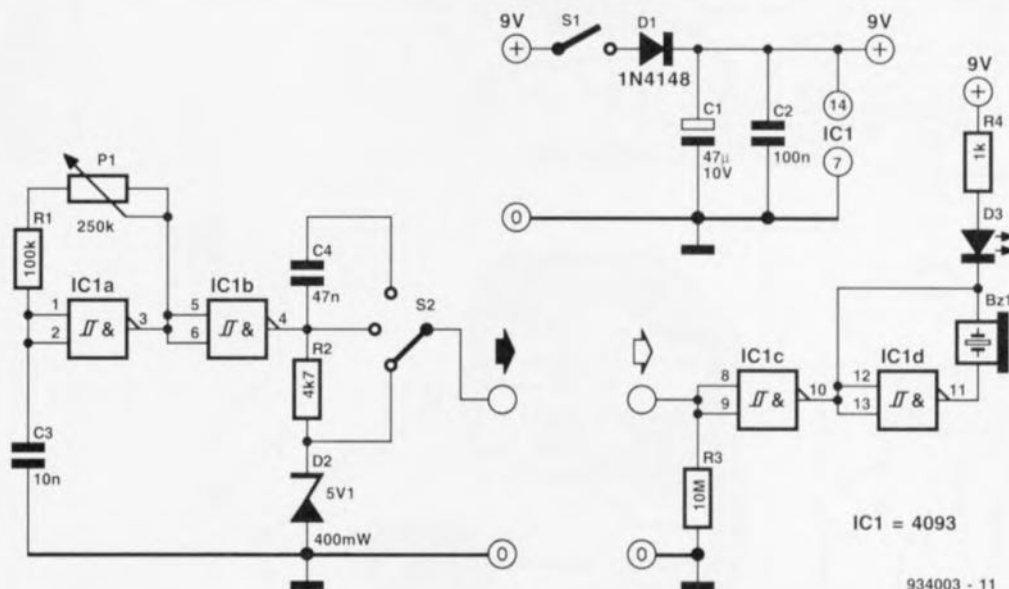 9V
S1
D1
9V
+
+
1N4148
9V
+
C1
C2
14
IC1
7
47µ
10V
100n
R4
1k
0
P1
250k
R1
100k
D3
C4
47n
IC1a
IC1b
S2
Bz1
1
2
&
3
5
6
&
4
R2
4k7
IC1c
IC1d
8
9
&
10
12
13
&
11
C3
10n
D2
5V1
R3
10M
400mW
IC1 = 4093
0
0
934003 - 11